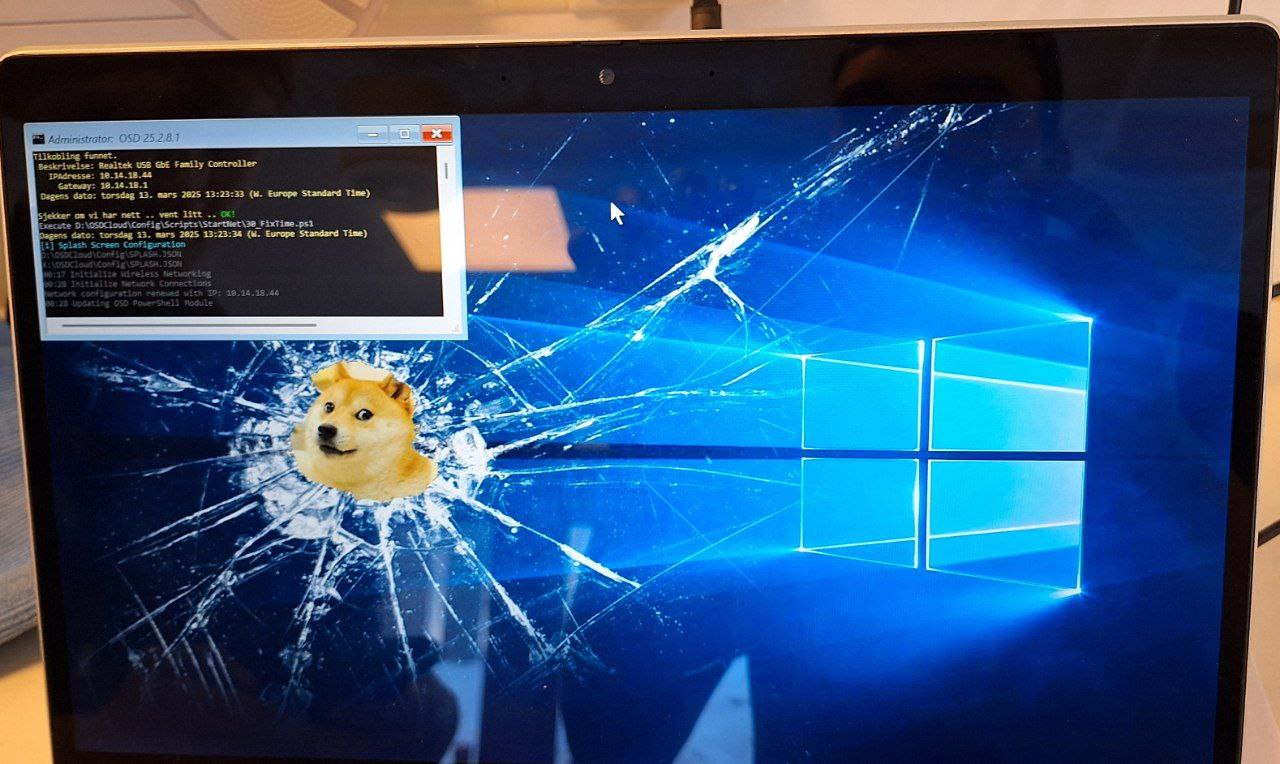 Administrator: OSD 25.2.8.1
Tilkobling funnet.
Beskrivelse: Realtek USB GbE Family Controller
IPAdresse: 10.14.18.44
Gateway: 10.14.18.1
Dagens dato: torsdag 13. mars 2025 13:23:33 (W. Europe Standard Time)
Sjekker om vi har nett .. vent litt .. OK!
Execute D:\OSDCloud\Config\Scripts\StartNet\30_FixTime.ps1
Dagens dato: torsdag 13. mars 2025 13:23:34 (W. Europe Standard Time)
[i] Splash Screen Configuration
D:\OSDCloud\Config\SPLASH.JSON
X:\OSDCloud\Config\SPLASH.JSON
00:17 Initialize Wireless Networking
00:28 Initialize Network Connections
Network configuration renewed with IP: 10.14.18.44
00:28 Updating OSD PowerShell Module